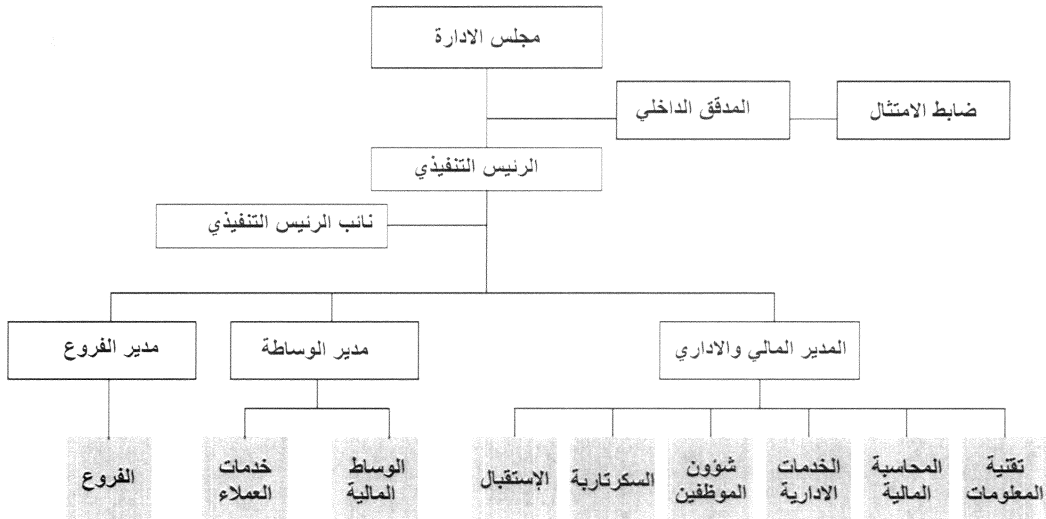 مجلس الادارة
المدقق الداخلي
ضابط الامتثال
الرئيس التنفيذي
نائب الرئيس التنفيذي
المدير المالي والاداري
مدير الوساطة
مدير الفروع
تقنية
المعلومات
المحاسبة
المالية
الخدمات
الادارية
شؤون
الموظفين
السكرتارية
الإستقبال
الوساط
المالية
خدمات
العملاء
الفروع